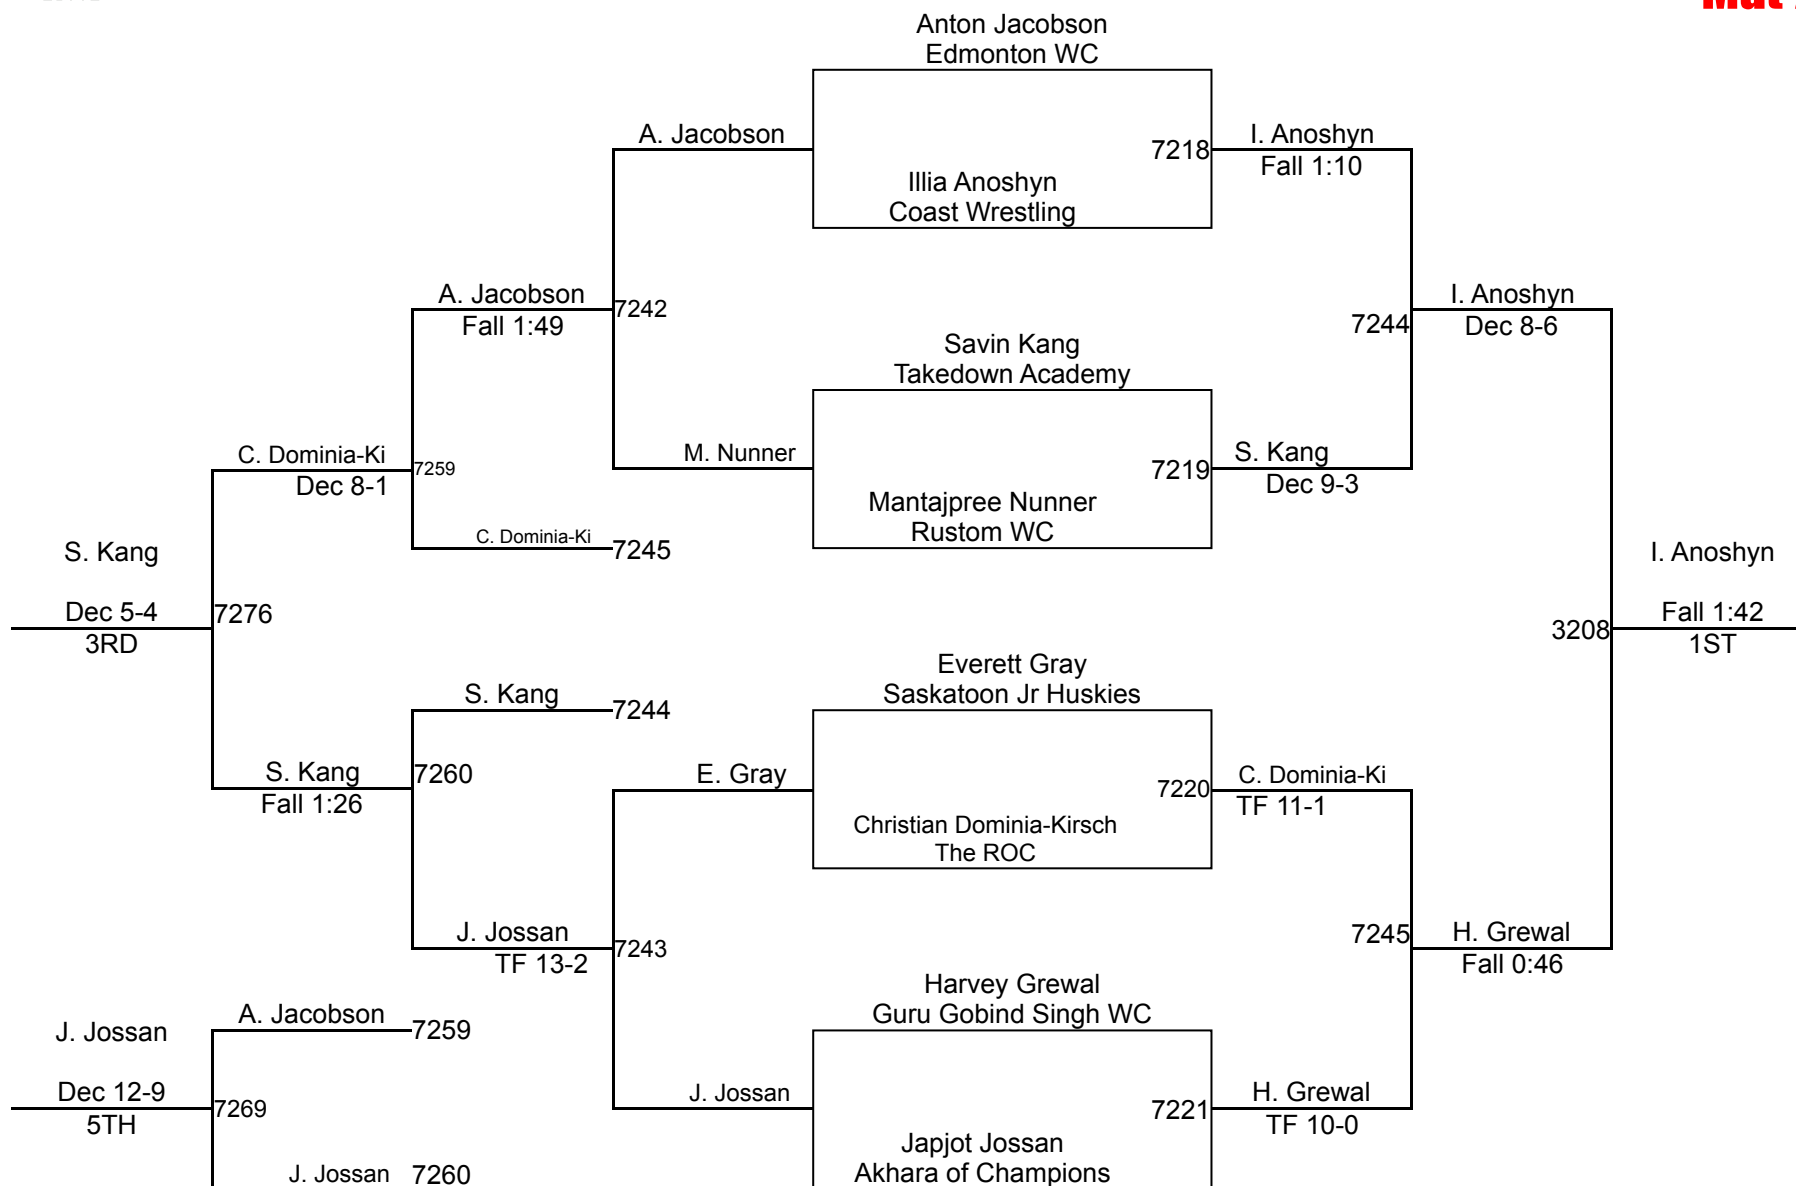 Anton Jacobson
Edmonton WC
A. Jacobson
7218
I. Anoshyn
Fall 1:10
Illia Anoshyn
Coast Wrestling
A. Jacobson
Fall 1:49
7242
7244
I. Anoshyn
Dec 8-6
Savin Kang
Takedown Academy
C. Dominia-Ki
Dec 8-1
7259
M. Nunner
7219
S. Kang
Dec 9-3
Mantajpree Nunner
Rustom WC
C. Dominia-Ki
7245
S. Kang
Dec 5-4
3RD
7276
I. Anoshyn
3208
Fall 1:42
1ST
Everett Gray
Saskatoon Jr Huskies
S. Kang
7244
S. Kang
Fall 1:26
7260
E. Gray
7220
C. Dominia-Ki
TF 11-1
Christian Dominia-Kirsch
The ROC
J. Jossan
TF 13-2
7243
7245
H. Grewal
Fall 0:46
Harvey Grewal
Guru Gobind Singh WC
A. Jacobson
7259
J. Jossan
Dec 12-9
5TH
7269
J. Jossan
7221
H. Grewal
TF 10-0
Japjot Jossan
Akhara of Champions
J. Jossan
7260